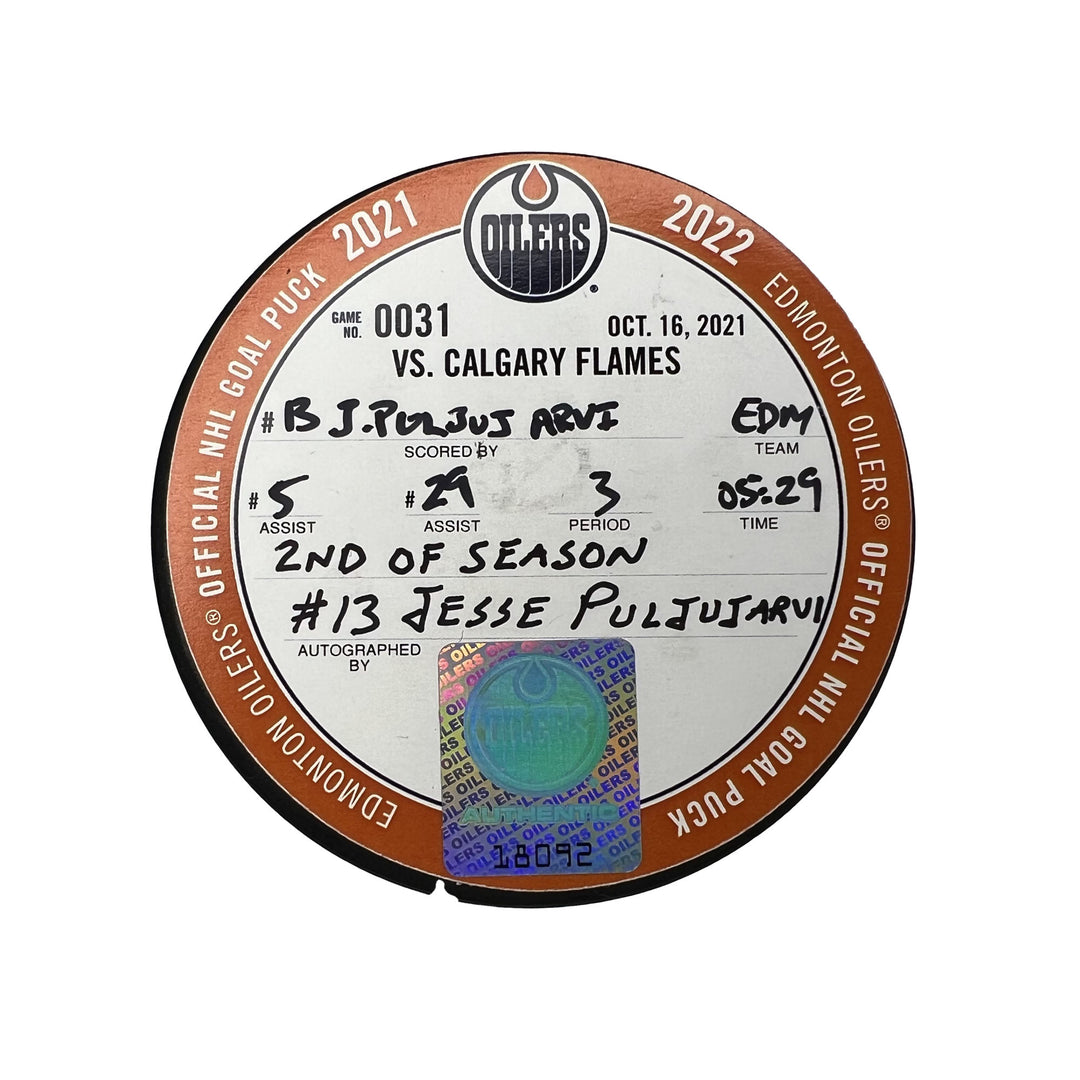 2021 2022
OILERS
EDMONTON OILERS® OFFICIAL NHL GOAL PUCK
EDMONTON OILERS® OFFICIAL NHL GOAL PUCK
GAME NO. 0031 OCT. 16, 2021
VS. CALGARY FLAMES
# 13 J. PULJUJARVI EDM
SCORED BY TEAM
# 5 # 29 3 05:29
ASSIST ASSIST PERIOD TIME
2ND OF SEASON
#13 JESSE PULJUJARVI
AUTOGRAPHED BY
OILERS
AUTHENTIC
18092